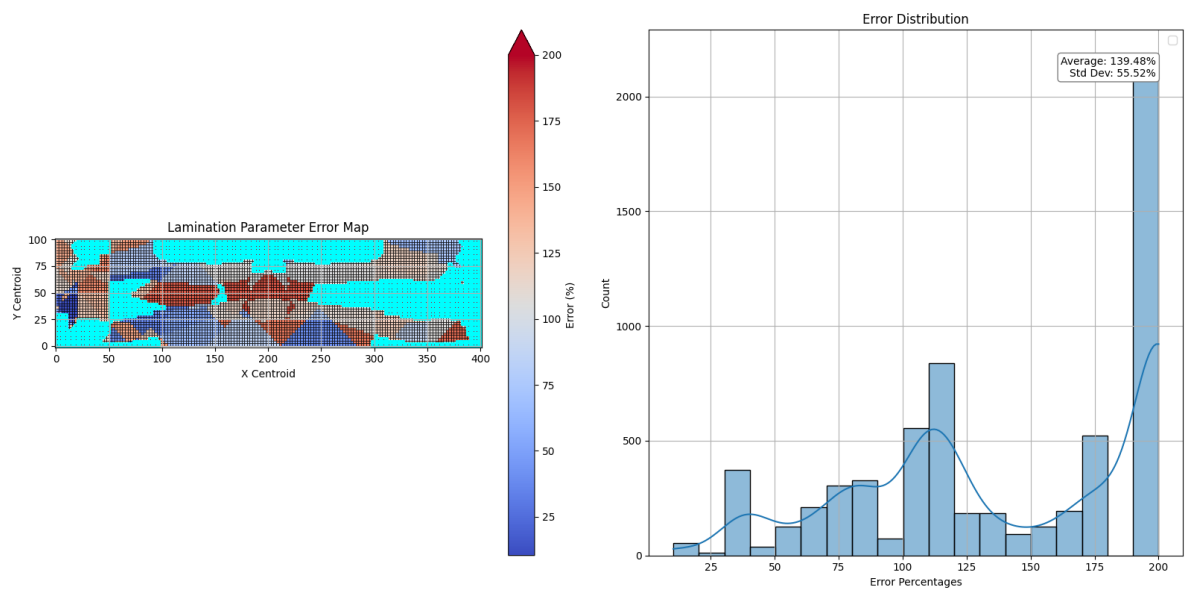 Lamination Parameter Error Map
100
75
50
25
0
Y Centroid
0 50 100 150 200 250 300 350 400
X Centroid
200
175
150
125
100
75
50
25
Error (%)
Error Distribution
Average: 139.48%
Std Dev: 55.52%
2000
1500
1000
500
0
Count
25 50 75 100 125 150 175 200
Error Percentages